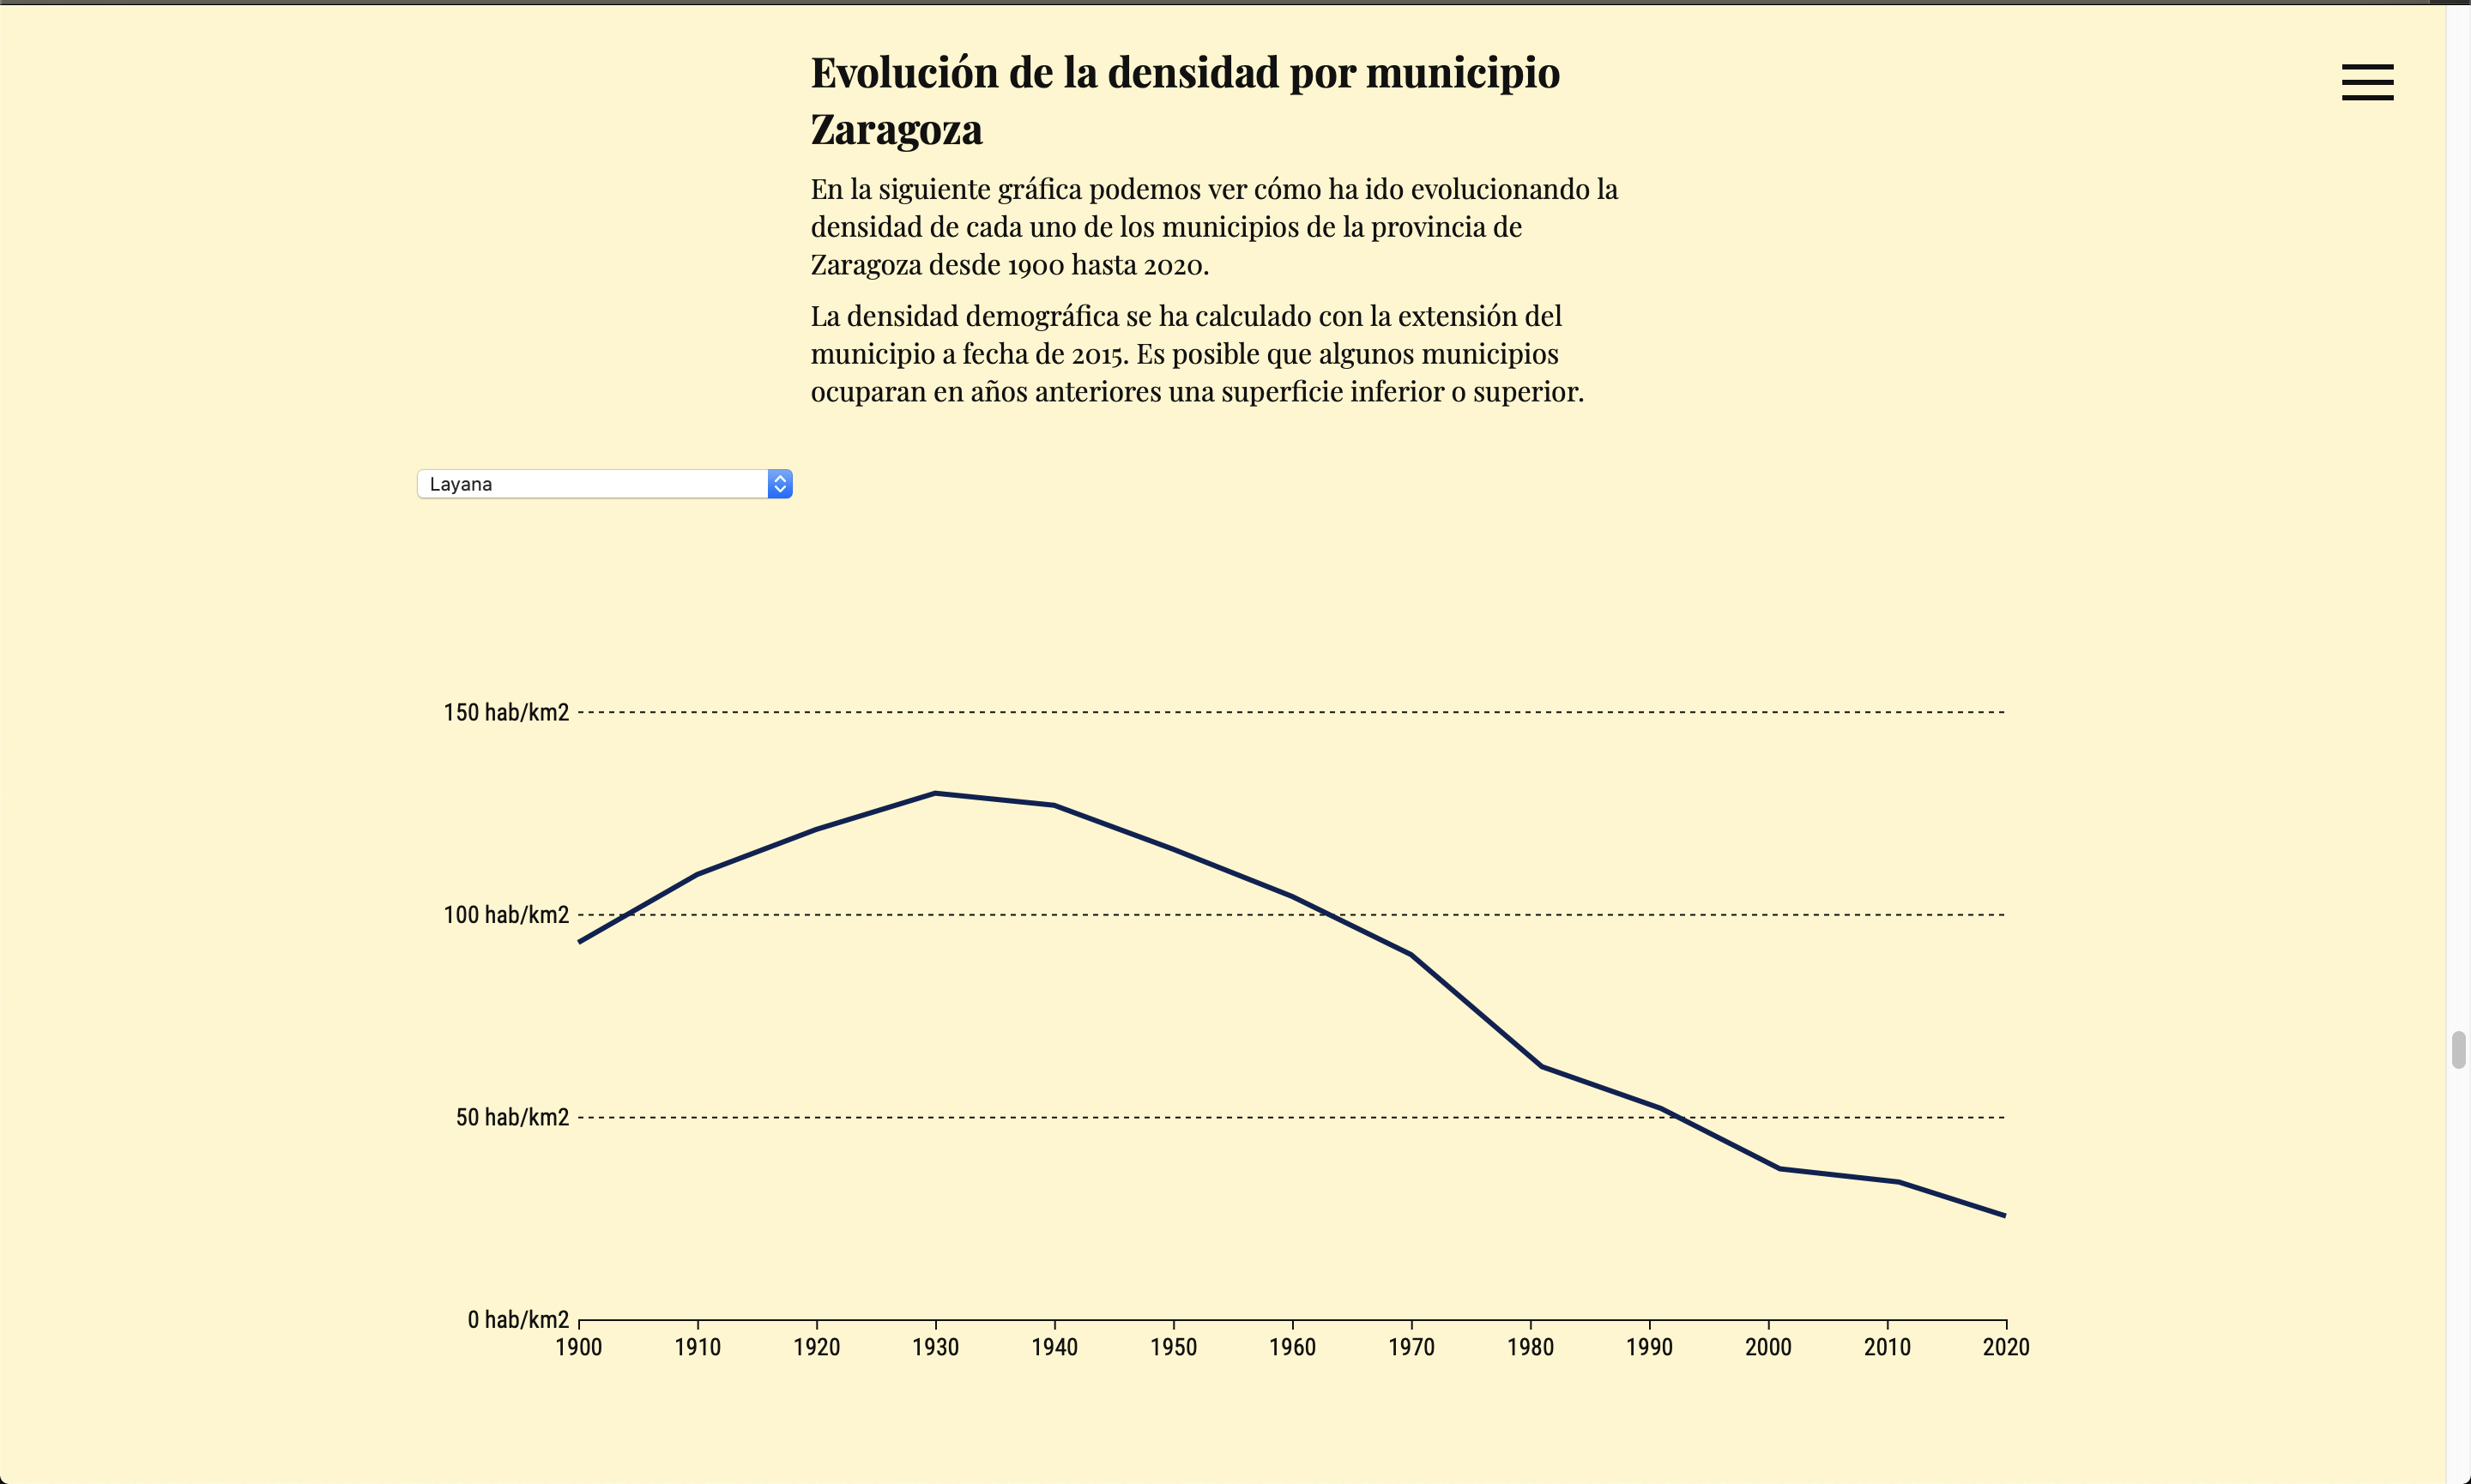 Evolución de la densidad por municipio
Zaragoza
En la siguiente gráfica podemos ver cómo ha ido evolucionando la
densidad de cada uno de los municipios de la provincia de
Zaragoza desde 1900 hasta 2020.
La densidad demográfica se ha calculado con la extensión del
municipio a fecha de 2015. Es posible que algunos municipios
ocuparan en años anteriores una superficie inferior o superior.
Layana
150 hab/km2
100 hab/km2
50 hab/km2
0 hab/km2
1900 1910 1920 1930 1940 1950 1960 1970 1980 1990 2000 2010 2020